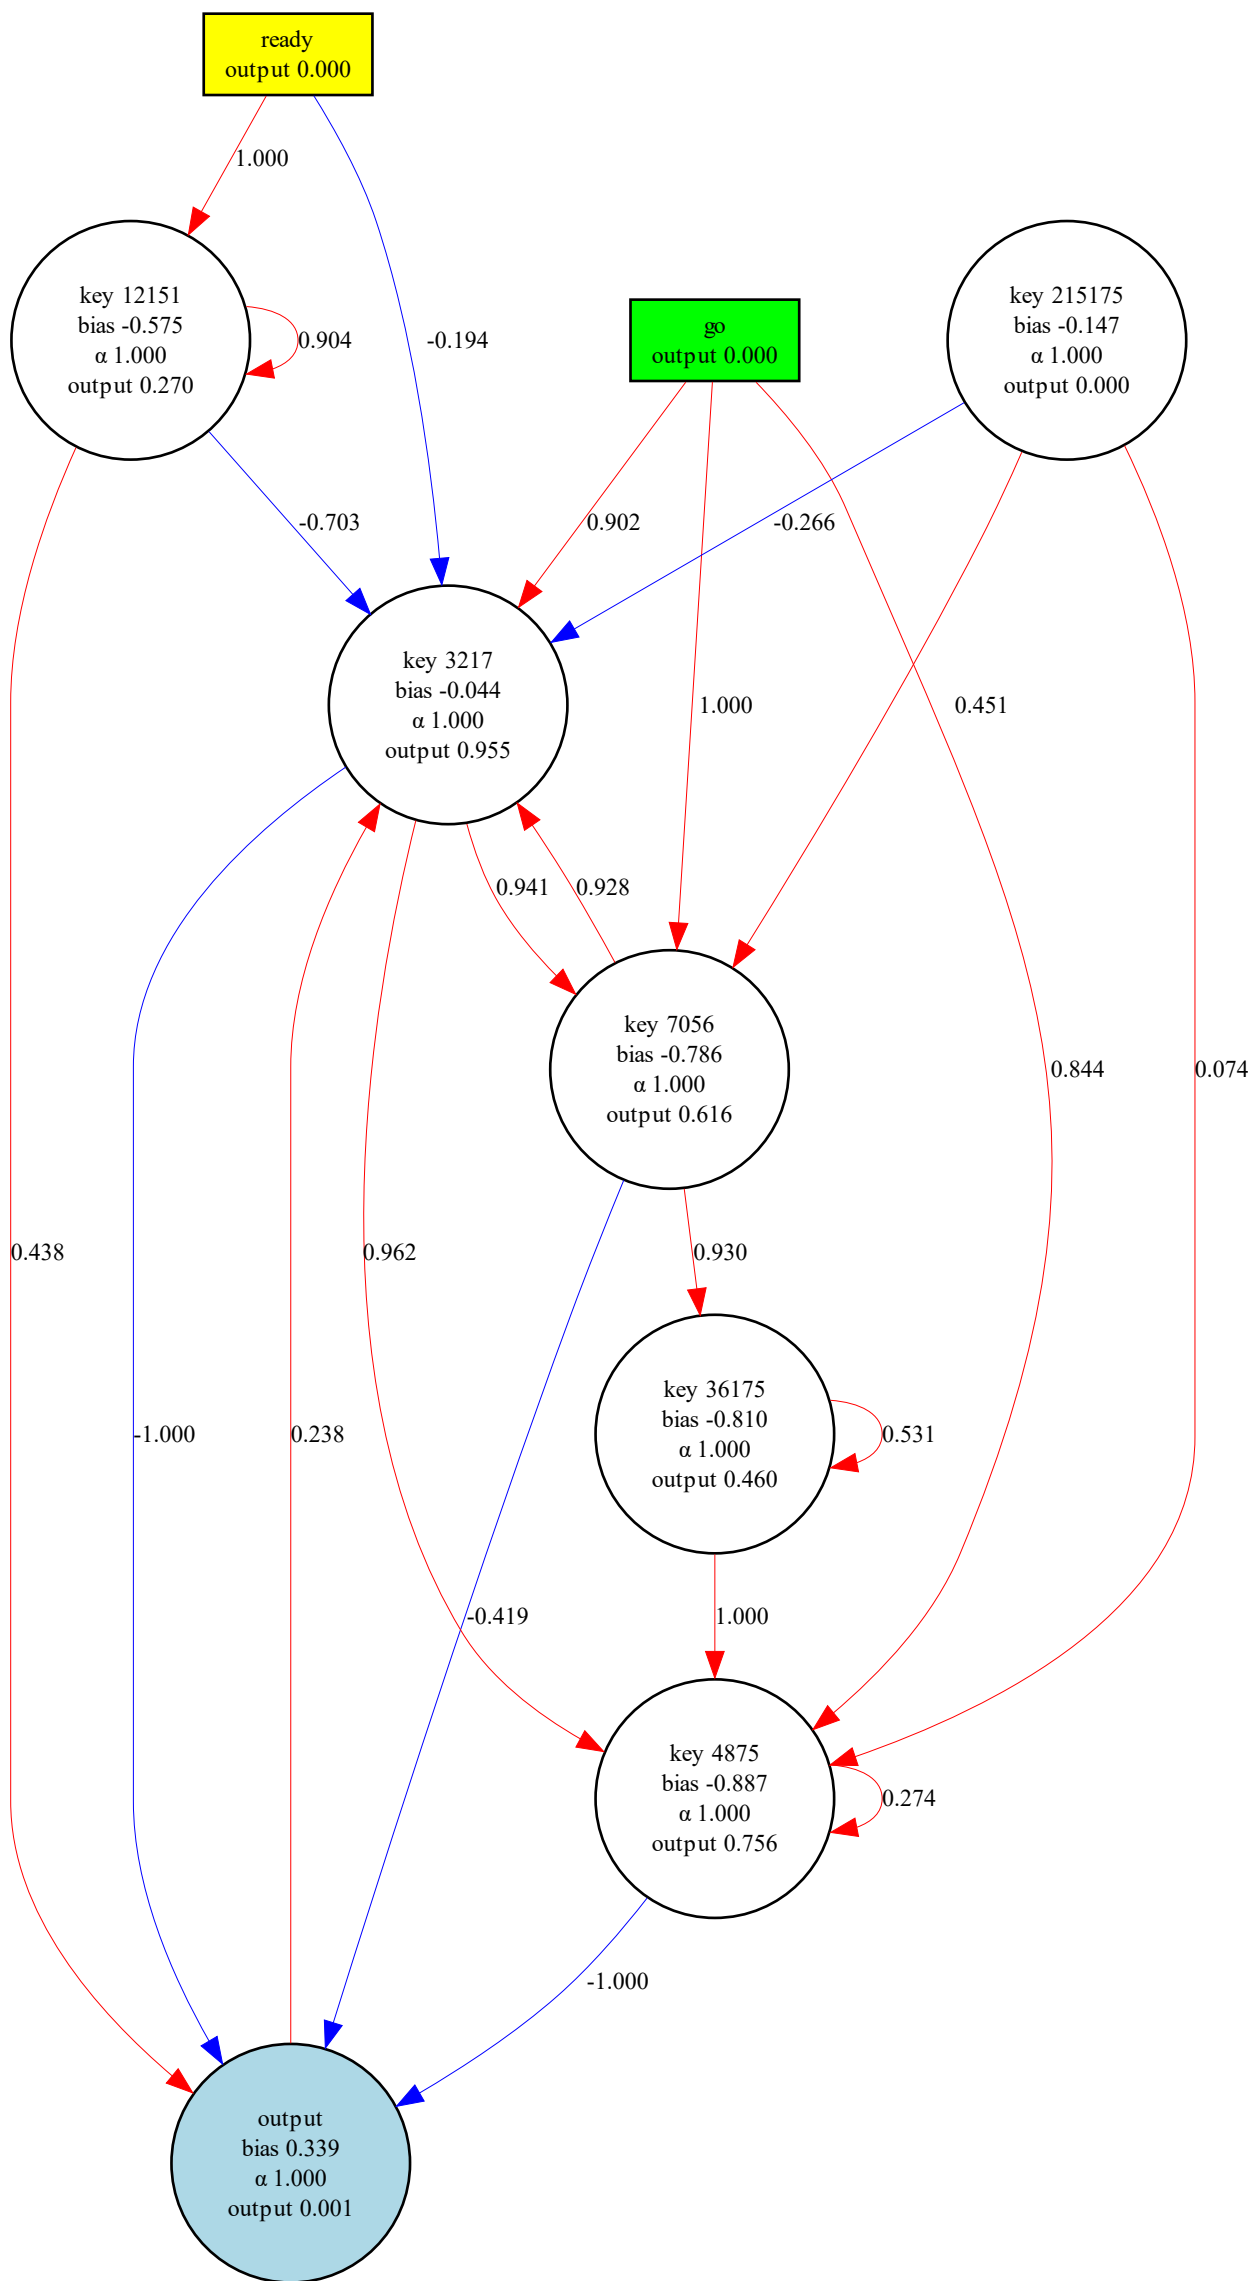 ready
output 0.000
1.000
key 12151
bias -0.575
α 1.000
output 0.270
0.904
-0.194
go
output 0.000
key 215175
bias -0.147
α 1.000
output 0.000
-0.703
0.902
-0.266
key 3217
bias -0.044
α 1.000
output 0.955
1.000
0.451
0.941
0.928
key 7056
bias -0.786
α 1.000
output 0.616
0.844
0.074
0.438
0.962
0.930
-1.000
0.238
key 36175
bias -0.810
α 1.000
output 0.460
0.531
-0.419
1.000
key 4875
bias -0.887
α 1.000
output 0.756
0.274
-1.000
output
bias 0.339
α 1.000
output 0.001